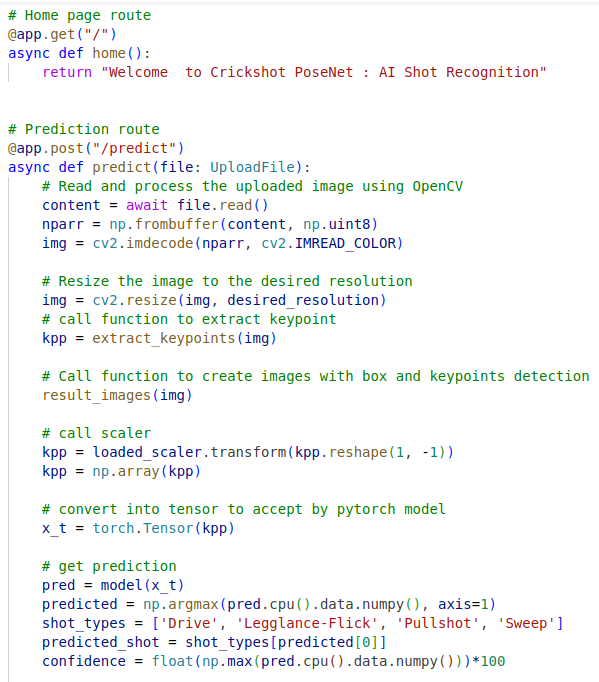 # Home page route
@app.get("/")
async def home():
    return "Welcome  to Crickshot PoseNet : AI Shot Recognition"
# Prediction route
@app.post("/predict")
async def predict(file: UploadFile):
    # Read and process the uploaded image using OpenCV
    content = await file.read()
    nparr = np.frombuffer(content, np.uint8)
    img = cv2.imdecode(nparr, cv2.IMREAD_COLOR)
    # Resize the image to the desired resolution
    img = cv2.resize(img, desired_resolution)
    # call function to extract keypoint
    kpp = extract_keypoints(img)
    # Call function to create images with box and keypoints detection
    result_images(img)
    # call scaler
    kpp = loaded_scaler.transform(kpp.reshape(1, -1))
    kpp = np.array(kpp)
    # convert into tensor to accept by pytorch model
    x_t = torch.Tensor(kpp)
    # get prediction
    pred = model(x_t)
    predicted = np.argmax(pred.cpu().data.numpy(), axis=1)
    shot_types = ['Drive', 'Legglance-Flick', 'Pullshot', 'Sweep']
    predicted_shot = shot_types[predicted[0]]
    confidence = float(np.max(pred.cpu().data.numpy()))*100